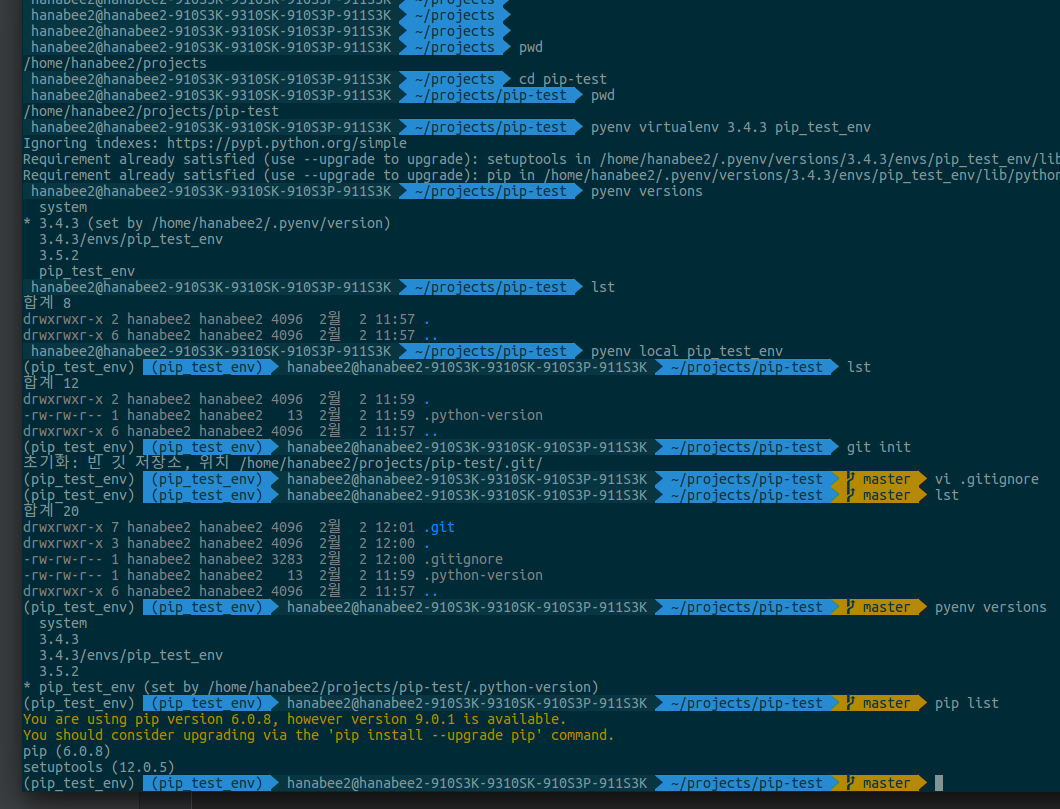 hanabee2@hanabee2-910S3K-9310SK-910S3P-911S3K ~/projects
hanabee2@hanabee2-910S3K-9310SK-910S3P-911S3K ~/projects
hanabee2@hanabee2-910S3K-9310SK-910S3P-911S3K ~/projects
hanabee2@hanabee2-910S3K-9310SK-910S3P-911S3K ~/projects pwd
/home/hanabee2/projects
hanabee2@hanabee2-910S3K-9310SK-910S3P-911S3K ~/projects cd pip-test
hanabee2@hanabee2-910S3K-9310SK-910S3P-911S3K ~/projects/pip-test pwd
/home/hanabee2/projects/pip-test
hanabee2@hanabee2-910S3K-9310SK-910S3P-911S3K ~/projects/pip-test pyenv virtualenv 3.4.3 pip_test_env
Ignoring indexes: https://pypi.python.org/simple
Requirement already satisfied (use --upgrade to upgrade): setuptools in /home/hanabee2/.pyenv/versions/3.4.3/envs/pip_test_env/lib
Requirement already satisfied (use --upgrade to upgrade): pip in /home/hanabee2/.pyenv/versions/3.4.3/envs/pip_test_env/lib/python
hanabee2@hanabee2-910S3K-9310SK-910S3P-911S3K ~/projects/pip-test pyenv versions
system
* 3.4.3 (set by /home/hanabee2/.pyenv/version)
3.4.3/envs/pip_test_env
3.5.2
pip_test_env
hanabee2@hanabee2-910S3K-9310SK-910S3P-911S3K ~/projects/pip-test lst
합계 8
drwxrwxr-x 2 hanabee2 hanabee2 4096  2월  2 11:57 .
drwxrwxr-x 6 hanabee2 hanabee2 4096  2월  2 11:57 ..
hanabee2@hanabee2-910S3K-9310SK-910S3P-911S3K ~/projects/pip-test pyenv local pip_test_env
(pip_test_env) (pip_test_env) hanabee2@hanabee2-910S3K-9310SK-910S3P-911S3K ~/projects/pip-test lst
합계 12
drwxrwxr-x 2 hanabee2 hanabee2 4096  2월  2 11:59 .
-rw-rw-r-- 1 hanabee2 hanabee2   13  2월  2 11:59 .python-version
drwxrwxr-x 6 hanabee2 hanabee2 4096  2월  2 11:57 ..
(pip_test_env) (pip_test_env) hanabee2@hanabee2-910S3K-9310SK-910S3P-911S3K ~/projects/pip-test git init
초기화: 빈 깃 저장소, 위치 /home/hanabee2/projects/pip-test/.git/
(pip_test_env) (pip_test_env) hanabee2@hanabee2-910S3K-9310SK-910S3P-911S3K ~/projects/pip-test master vi .gitignore
(pip_test_env) (pip_test_env) hanabee2@hanabee2-910S3K-9310SK-910S3P-911S3K ~/projects/pip-test master lst
합계 20
drwxrwxr-x 7 hanabee2 hanabee2 4096  2월  2 12:01 .git
drwxrwxr-x 3 hanabee2 hanabee2 4096  2월  2 12:00 .
-rw-rw-r-- 1 hanabee2 hanabee2 3283  2월  2 12:00 .gitignore
-rw-rw-r-- 1 hanabee2 hanabee2   13  2월  2 11:59 .python-version
drwxrwxr-x 6 hanabee2 hanabee2 4096  2월  2 11:57 ..
(pip_test_env) (pip_test_env) hanabee2@hanabee2-910S3K-9310SK-910S3P-911S3K ~/projects/pip-test master pyenv versions
system
3.4.3
3.4.3/envs/pip_test_env
3.5.2
* pip_test_env (set by /home/hanabee2/projects/pip-test/.python-version)
(pip_test_env) (pip_test_env) hanabee2@hanabee2-910S3K-9310SK-910S3P-911S3K ~/projects/pip-test master pip list
You are using pip version 6.0.8, however version 9.0.1 is available.
You should consider upgrading via the 'pip install --upgrade pip' command.
pip (6.0.8)
setuptools (12.0.5)
(pip_test_env) (pip_test_env) hanabee2@hanabee2-910S3K-9310SK-910S3P-911S3K ~/projects/pip-test master